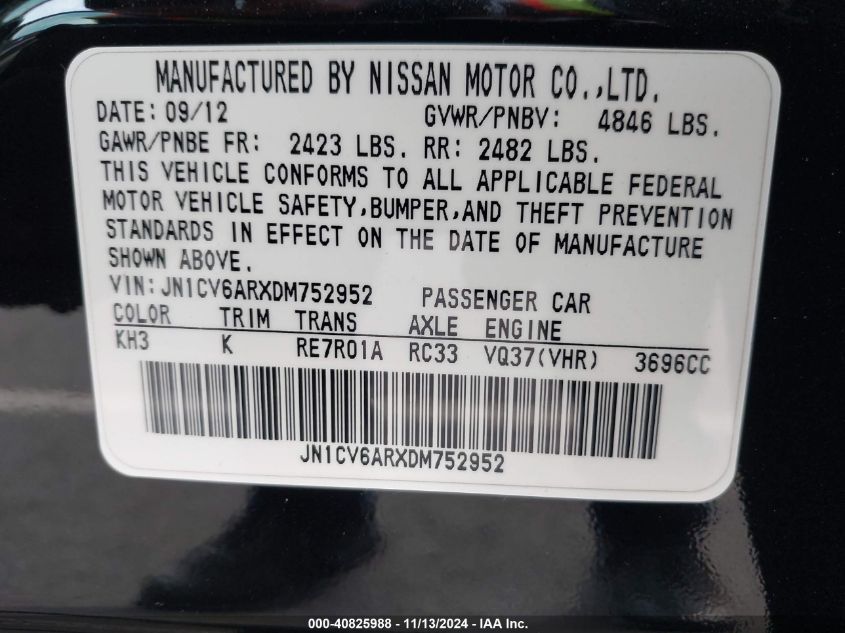 MANUFACTURED BY NISSAN MOTOR CO.,LTD.
DATE: 09/12 GVWR/PNBV: 4846 LBS.
GAWR/PNBE FR: 2423 LBS. RR: 2482 LBS.
THIS VEHICLE CONFORMS TO ALL APPLICABLE FEDERAL
MOTOR VEHICLE SAFETY,BUMPER,AND THEFT PREVENTION
STANDARDS IN EFFECT ON THE DATE OF MANUFACTURE
SHOWN ABOVE.
VIN: JN1CV6ARXDM752952 PASSENGER CAR
COLOR TRIM TRANS AXLE ENGINE
KH3 K RE7R01A RC33 VQ37(VHR) 3696CC
JN1CV6ARXDM752952
000-40825988 - 11/13/2024 - IAA Inc.